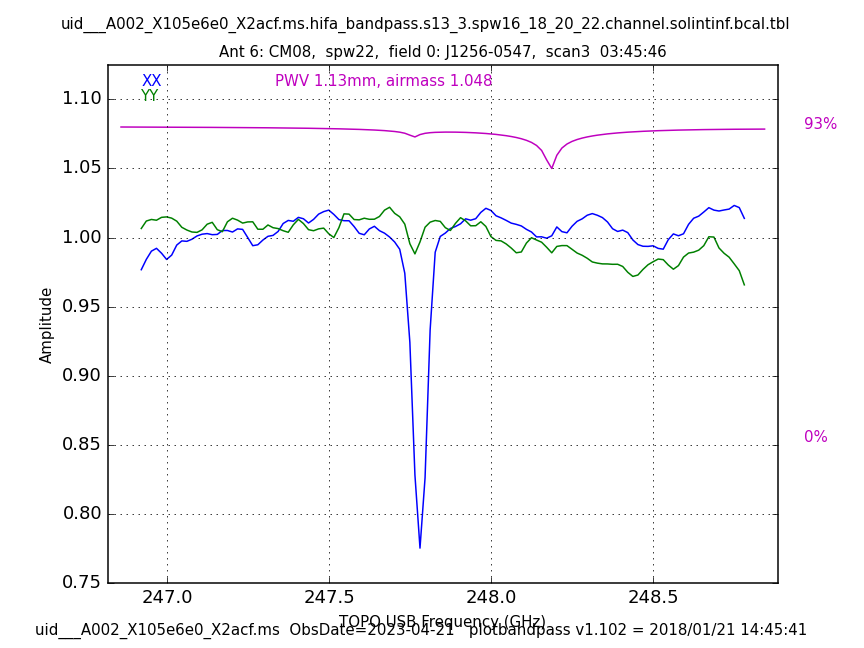 uid___A002_X105e6e0_X2acf.ms.hifa_bandpass.s13_3.spw16_18_20_22.channel.solintinf.bcal.tbl
Ant 6: CM08,  spw22,  field 0: J1256-0547,  scan3  03:45:46
XX
PWV 1.13mm, airmass 1.048
YY
1.10
93%
1.05
1.00
0.95
Amplitude
0.90
0.85
0%
0.80
0.75
247.0 247.5 248.0 248.5
TOPO USB Frequency (GHz)
uid___A002_X105e6e0_X2acf.ms  ObsDate=2023-04-21   plotbandpass v1.102 = 2018/01/21 14:45:41